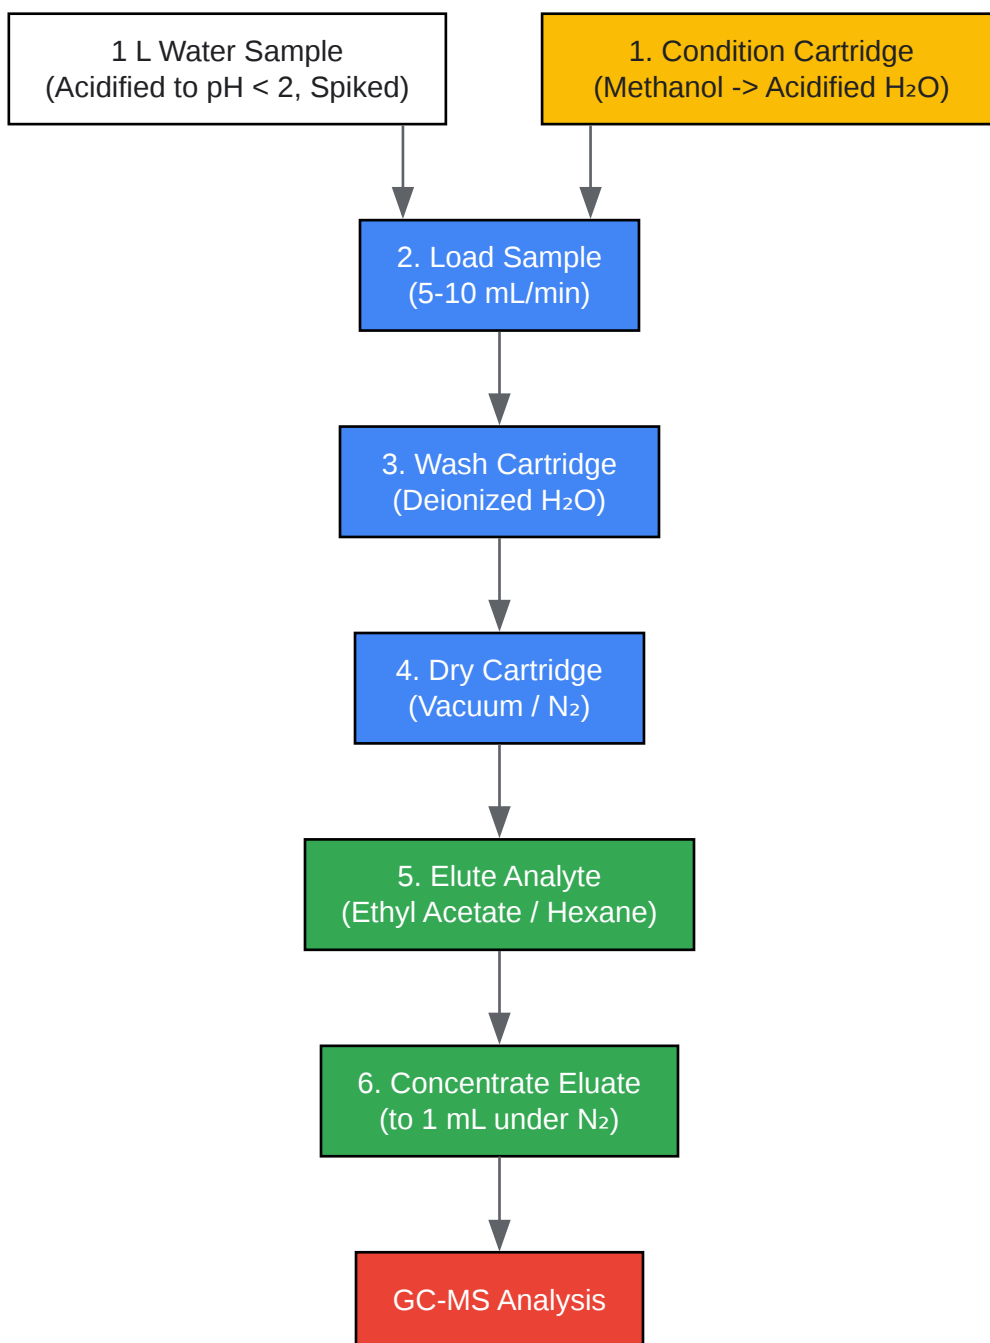 1 L Water Sample
(Acidified to pH < 2, Spiked)
1. Condition Cartridge
(Methanol -> Acidified H₂O)
2. Load Sample
(5-10 mL/min)
3. Wash Cartridge
(Deionized H₂O)
4. Dry Cartridge
(Vacuum / N₂)
5. Elute Analyte
(Ethyl Acetate / Hexane)
6. Concentrate Eluate
(to 1 mL under N₂)
GC-MS Analysis